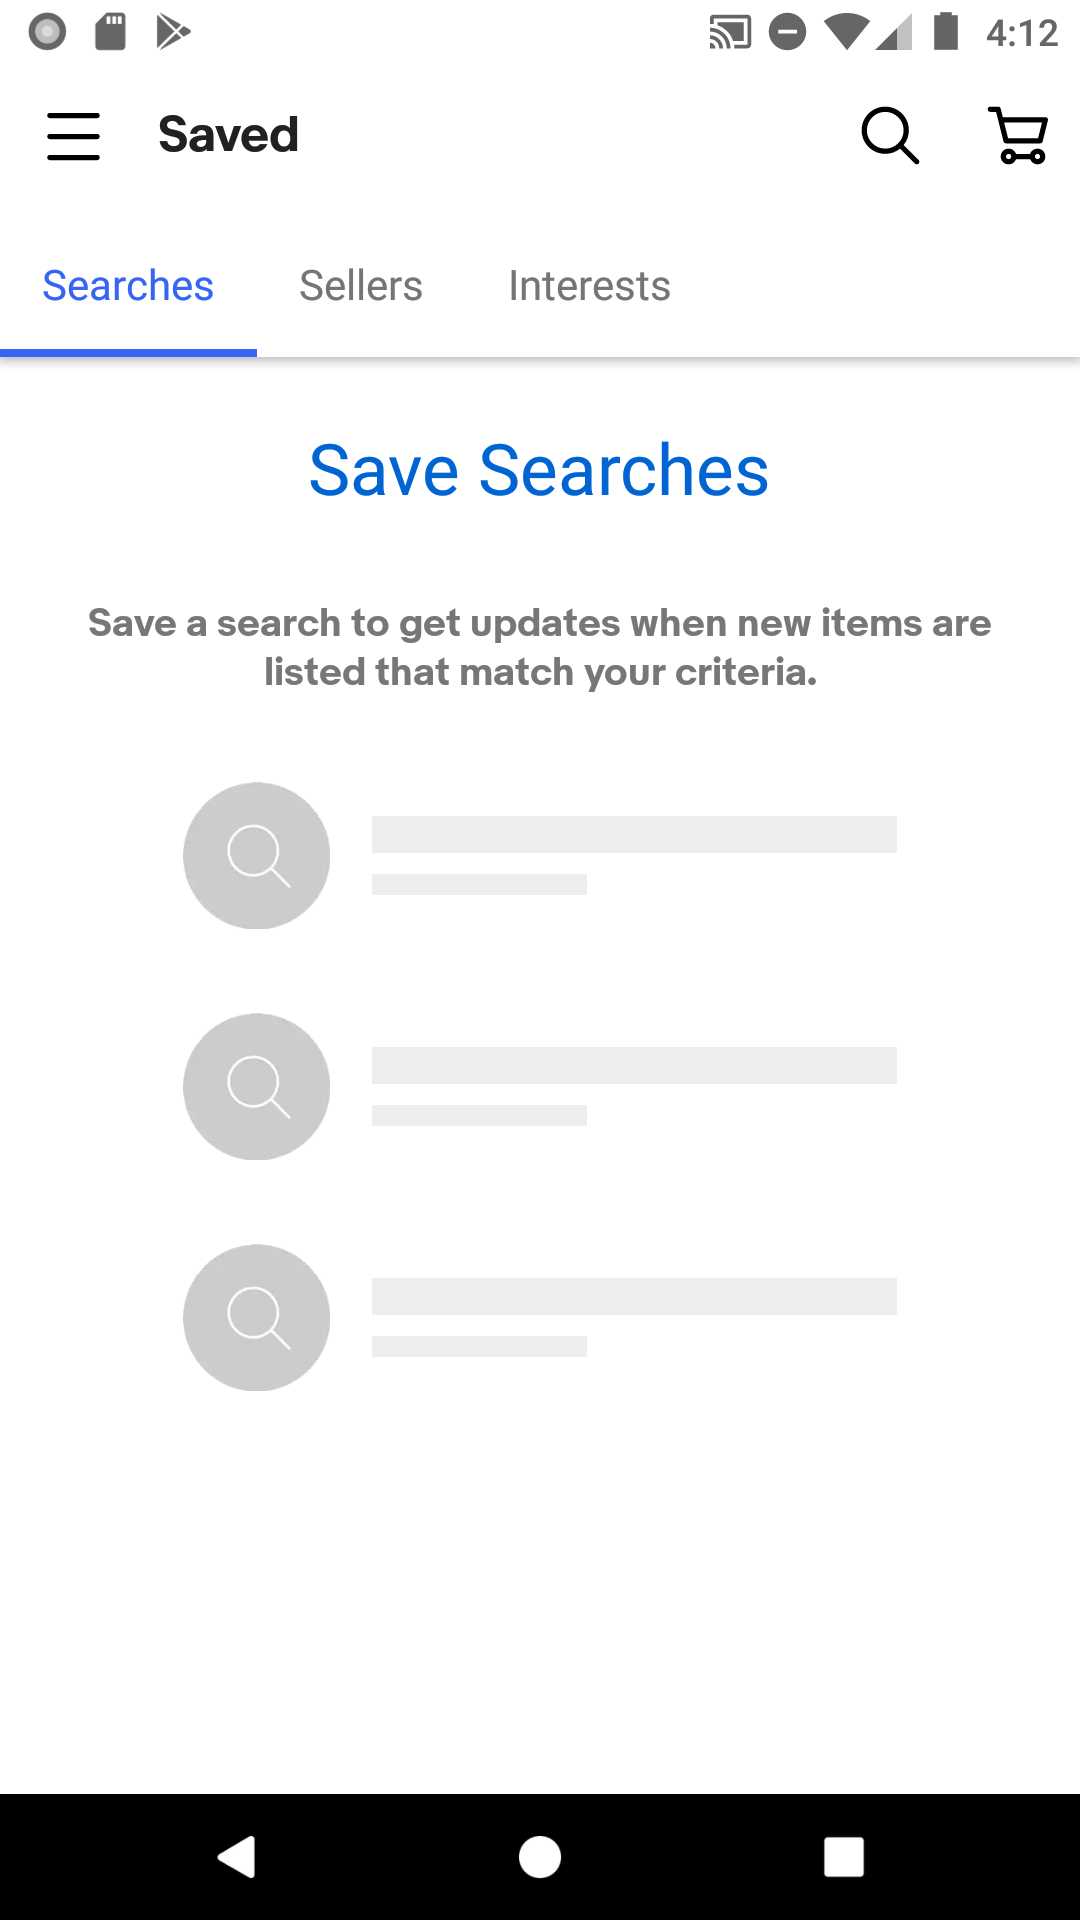 4:12
Saved
Searches Sellers Interests
Save Searches
Save a search to get updates when new items are
listed that match your criteria.